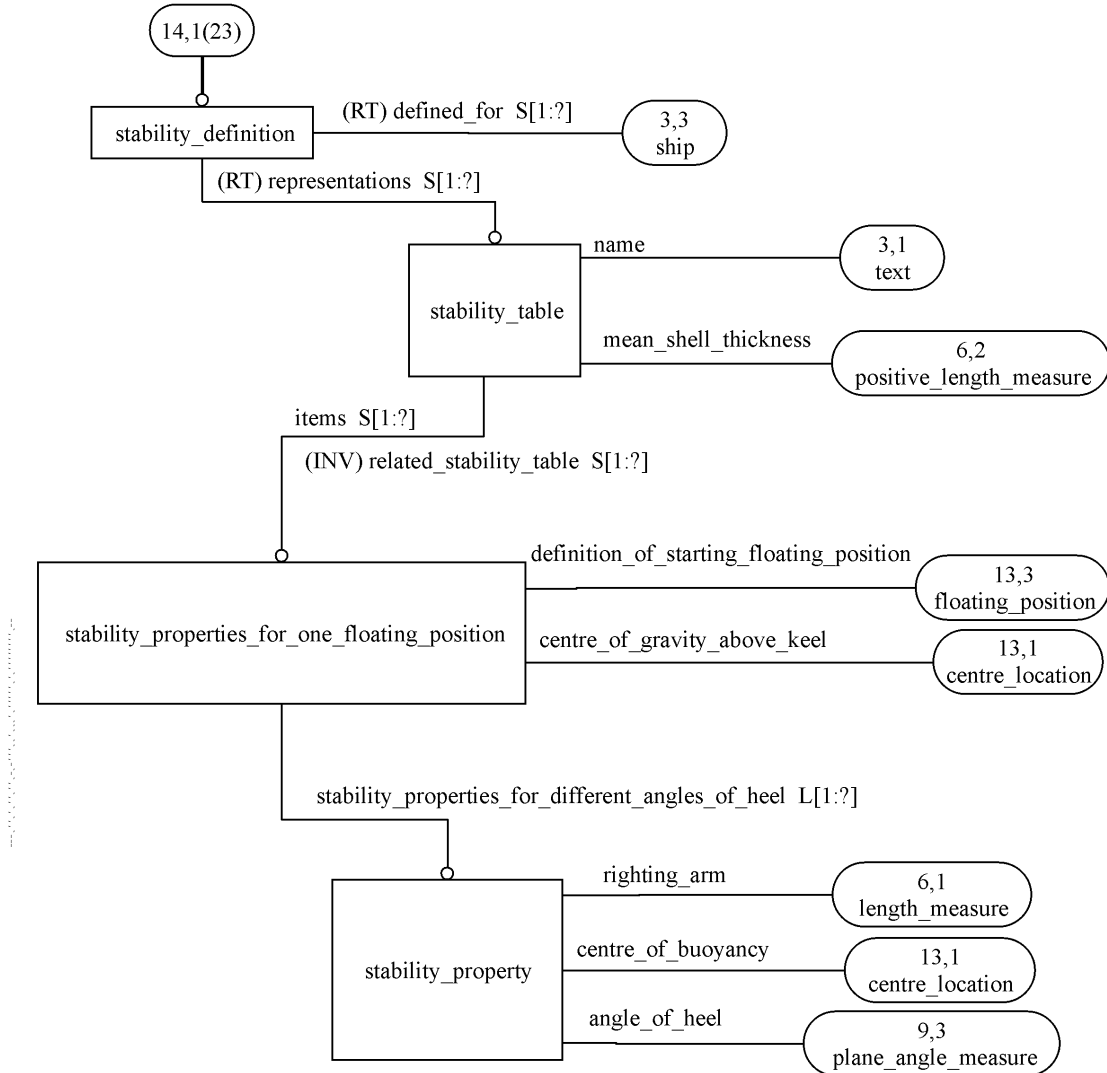 14,1(23)
stability_definition
(RT) defined_for  S[1:?]
3,3
ship
(RT) representations  S[1:?]
stability_table
name
3,1
text
mean_shell_thickness
6,2
positive_length_measure
items  S[1:?]
(INV) related_stability_table  S[1:?]
stability_properties_for_one_floating_position
definition_of_starting_floating_position
13,3
floating_position
centre_of_gravity_above_keel
13,1
centre_location
stability_properties_for_different_angles_of_heel  L[1:?]
stability_property
righting_arm
6,1
length_measure
centre_of_buoyancy
13,1
centre_location
angle_of_heel
9,3
plane_angle_measure